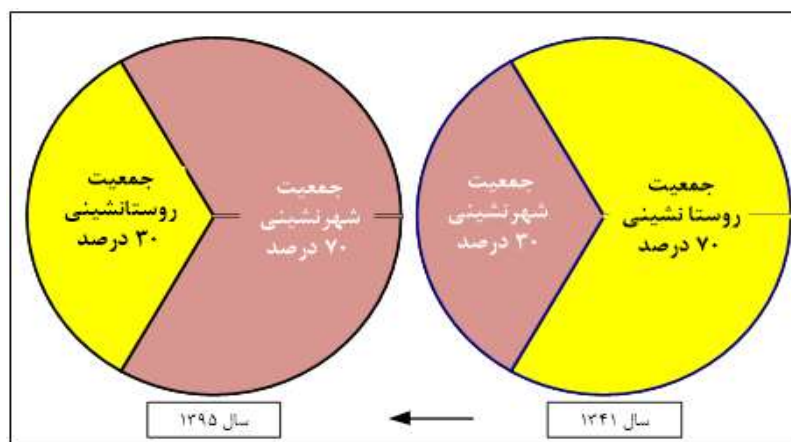 جمعیت
روستا نشینی
۷۰ درصد
جمعیت
شهرنشینی
۳۰ درصد
سال ۱۳۴۱
جمعیت
شهرنشینی
۷۰ درصد
جمعیت
روستانشینی
۳۰ درصد
سال ۱۳۹۵